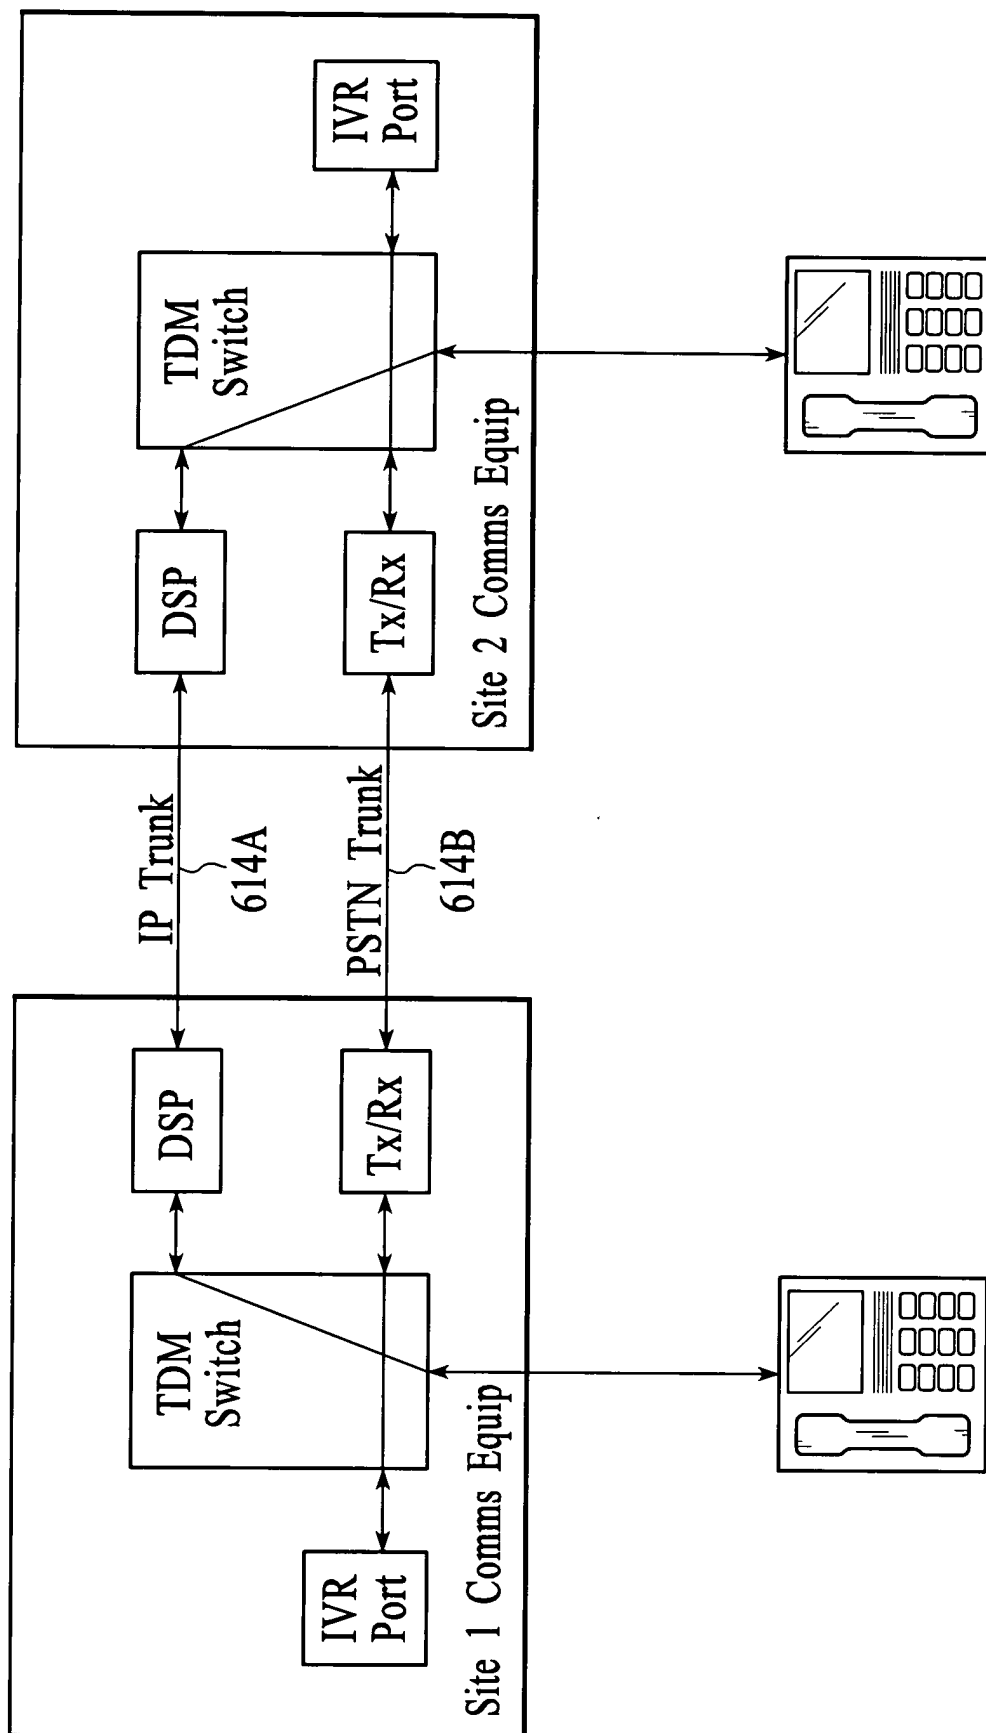 IP Trunk
614A
PSTN Trunk
614B
IVR
Port
TDM
Switch
DSP
Tx/Rx
Site 1 Comms Equip
DSP
Tx/Rx
TDM
Switch
IVR
Port
Site 2 Comms Equip